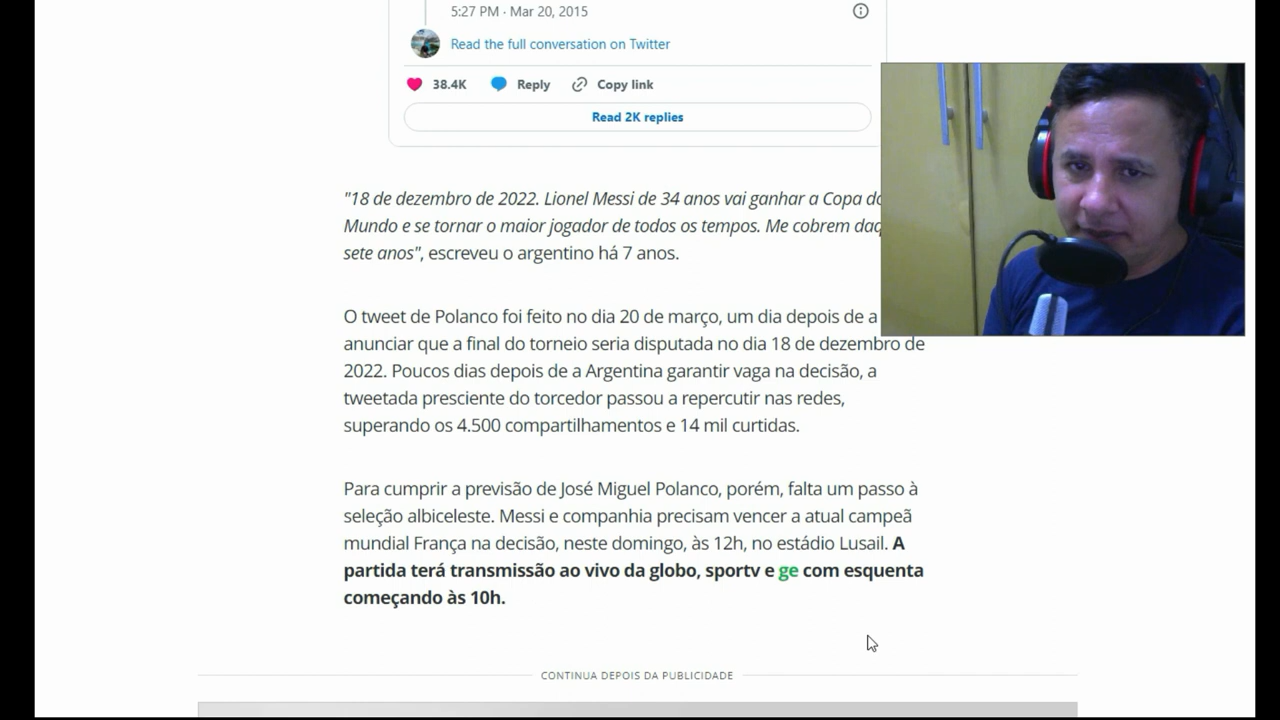 5:27 PM · Mar 20, 2015
Read the full conversation on Twitter
38.4K Reply Copy link
Read 2K replies
"18 de dezembro de 2022. Lionel Messi de 34 anos vai ganhar a Copa do
Mundo e se tornar o maior jogador de todos os tempos. Me cobrem
sete anos", escreveu o argentino há 7 anos.
O tweet de Polanco foi feito no dia 20 de março, um dia depois de a
anunciar que a final do torneio seria disputada no dia 18 de dezembro de
2022. Poucos dias depois de a Argentina garantir vaga na decisão, a
tweetada presciente do torcedor passou a repercutir nas redes,
superando os 4.500 compartilhamentos e 14 mil curtidas.
Para cumprir a previsão de José Miguel Polanco, porém, falta um passo à
seleção albiceleste. Messi e companhia precisam vencer a atual campeã
mundial França na decisão, neste domingo, às 12h, no estádio Lusail. A
partida terá transmissão ao vivo da globo, sportv e ge com esquenta
começando às 10h.
CONTINUA DEPOIS DA PUBLICIDADE